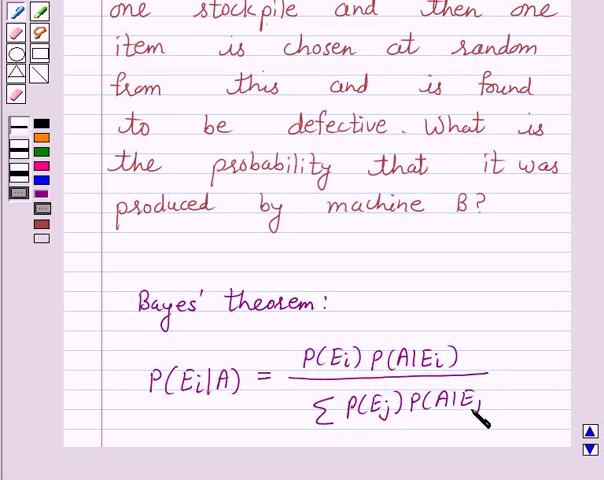 one stockpile and then one
item is chosen at random
from this and is found
to be defective. What is
the probability that it was
produced by machine B?
Bayes' theorem:
P(Ei|A) = P(Ei) P(A|Ei)
Σ P(Ej) P(A|Ej